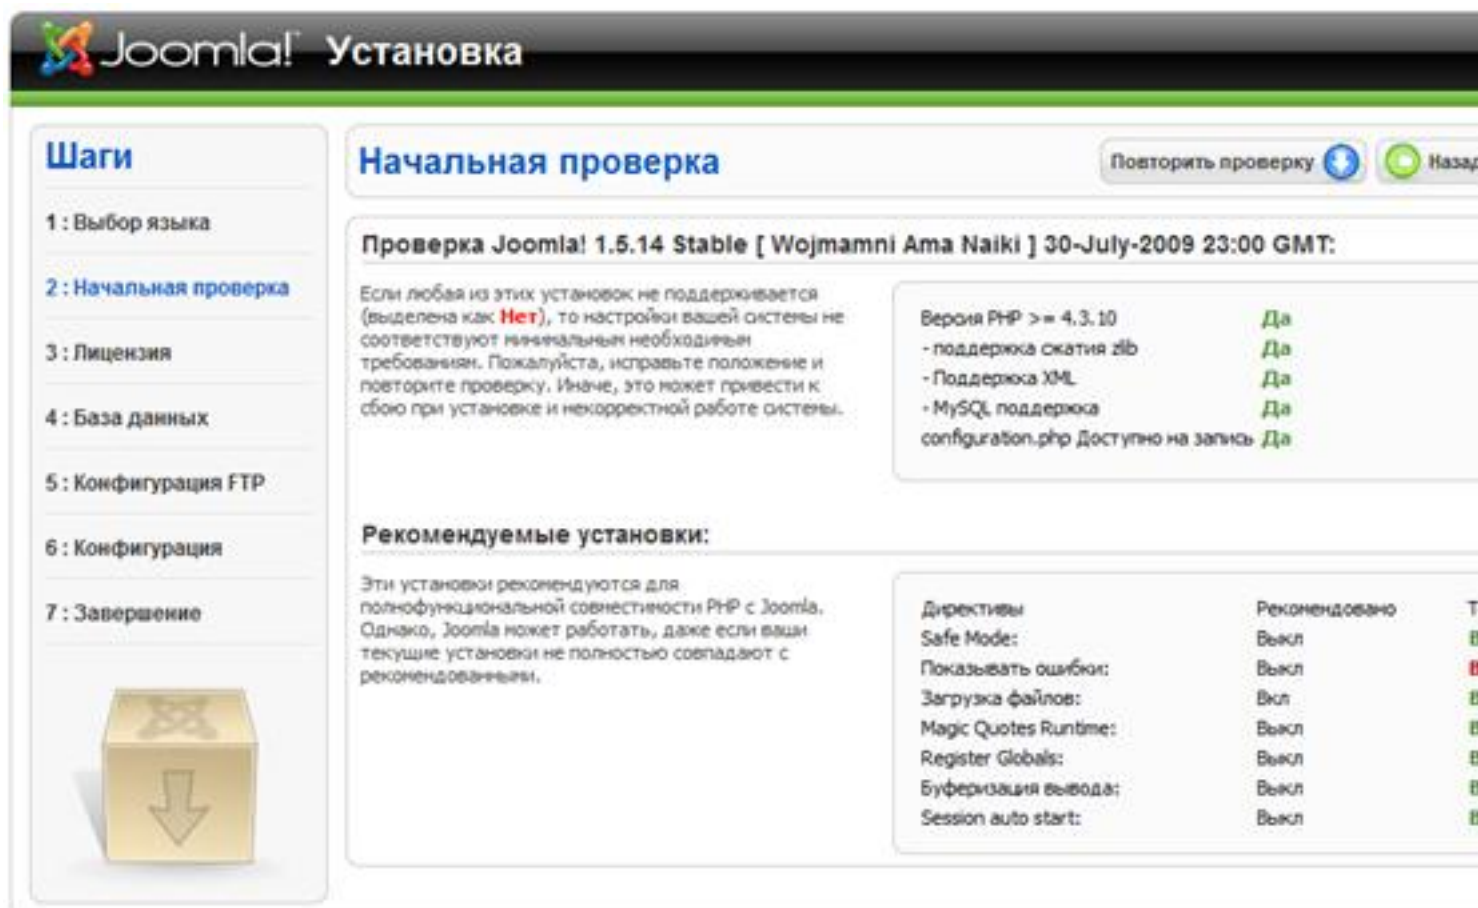 Joomla! Установка
Шаги
1 : Выбор языка
2 : Начальная проверка
3 : Лицензия
4 : База данных
5 : Конфигурация FTP
6 : Конфигурация
7 : Завершение
Начальная проверка
Повторить проверку
Назад
Проверка Joomla! 1.5.14 Stable [ Wojmamni Ama Naiki ] 30-July-2009 23:00 GMT:
Если любая из этих установок не поддерживается
(выделена как Нет), то настройки вашей системы не
соответствуют минимальным необходимым
требованиям. Пожалуйста, исправьте положение и
повторите проверку. Иначе, это может привести к
сбою при установке и некорректной работе системы.
Версия PHP >= 4.3.10 Да
- поддержка сжатия zlib Да
- Поддержка XML Да
- MySQL поддержка Да
configuration.php Доступно на запись Да
Рекомендуемые установки:
Эти установки рекомендуются для
полнофункциональной совместимости PHP с Joomla.
Однако, Joomla может работать, даже если ваши
текущие установки не полностью совпадают с
рекомендованными.
Директивы Рекомендовано
Safe Mode: Выкл
Показывать ошибки: Выкл
Загрузка файлов: Вкл
Magic Quotes Runtime: Выкл
Register Globals: Выкл
Буферизация вывода: Выкл
Session auto start: Выкл